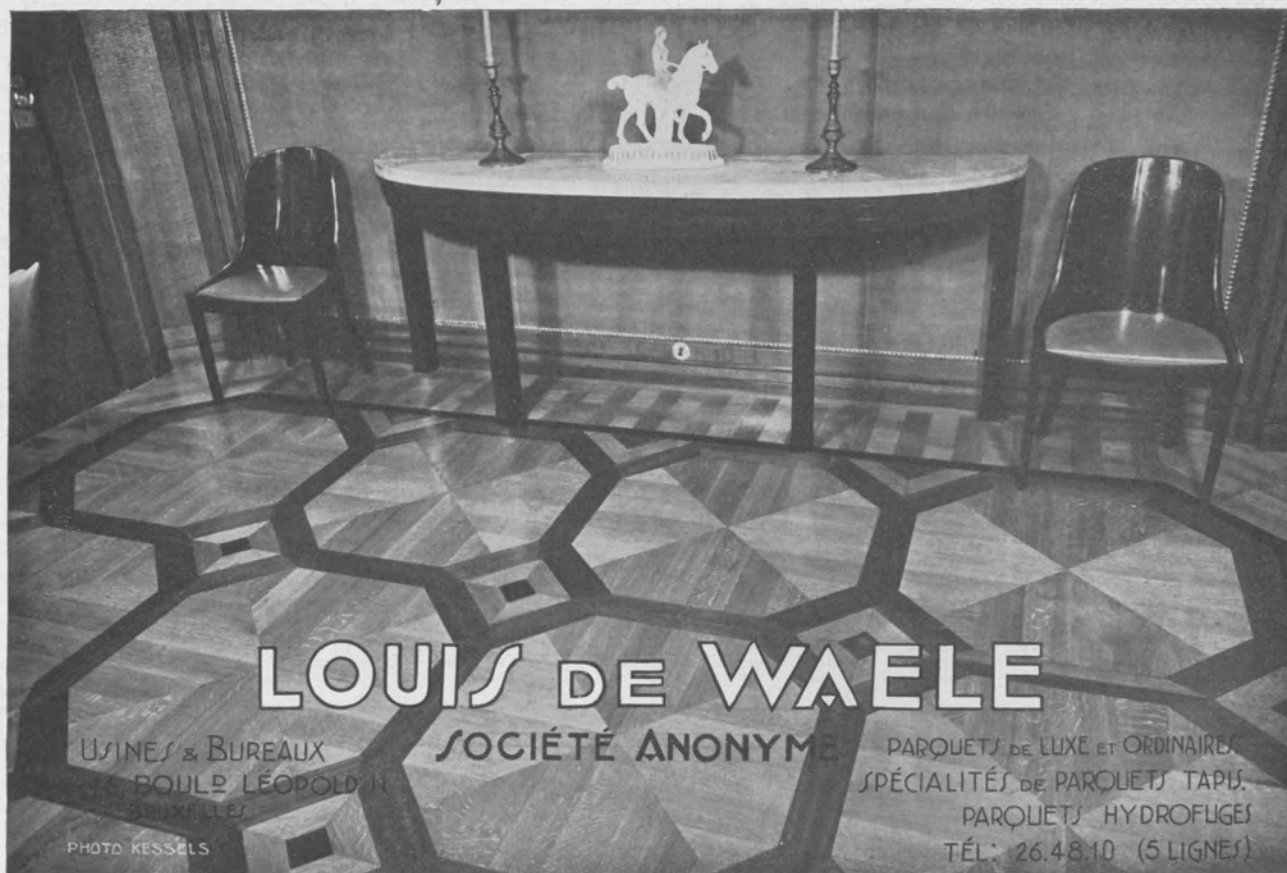 LOUIS DE WAELE
SOCIÉTÉ ANONYME
USINES & BUREAUX
BOULD LÉOPOLD II
BRUXELLES
PHOTO KESSELS
PARQUETS DE LUXE ET ORDINAIRES.
SPÉCIALITÉS DE PARQUETS TAPIS.
PARQUETS HYDROFUGES
TÉL: 26.48.10 (5 LIGNES)